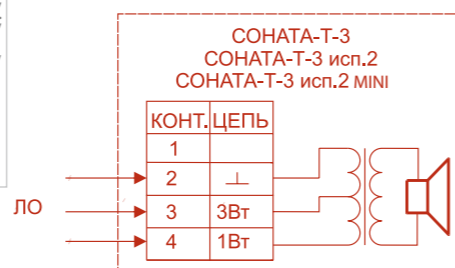 СОНАТА-Т-3
СОНАТА-Т-3 исп.2
СОНАТА-Т-3 исп.2 MINI
КОНТ. ЦЕПЬ
1
2 ⊥
ЛО 3 3Вт
4 1Вт